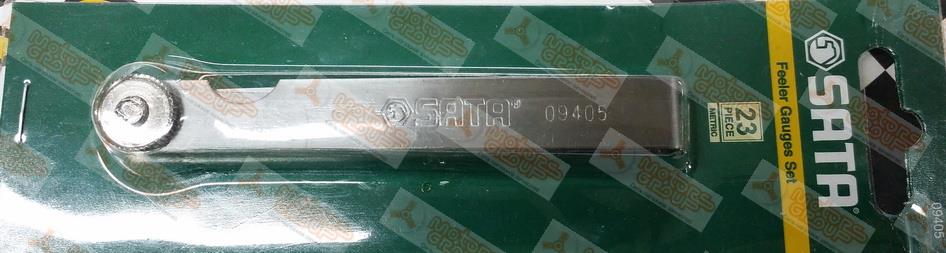 SATA® 09405
23
PIECE
METRIC
Feeler Gauges Set
SATA®
09405